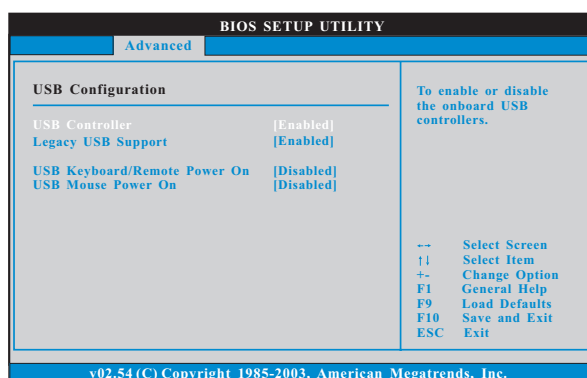 BIOS SETUP UTILITY
Advanced
USB Configuration
USB Controller [Enabled]
Legacy USB Support [Enabled]
USB Keyboard/Remote Power On [Disabled]
USB Mouse Power On [Disabled]
To enable or disable
the onboard USB
controllers.
←→ Select Screen
↑↓ Select Item
+- Change Option
F1 General Help
F9 Load Defaults
F10 Save and Exit
ESC Exit
v02.54 (C) Copyright 1985-2003, American Megatrends, Inc.